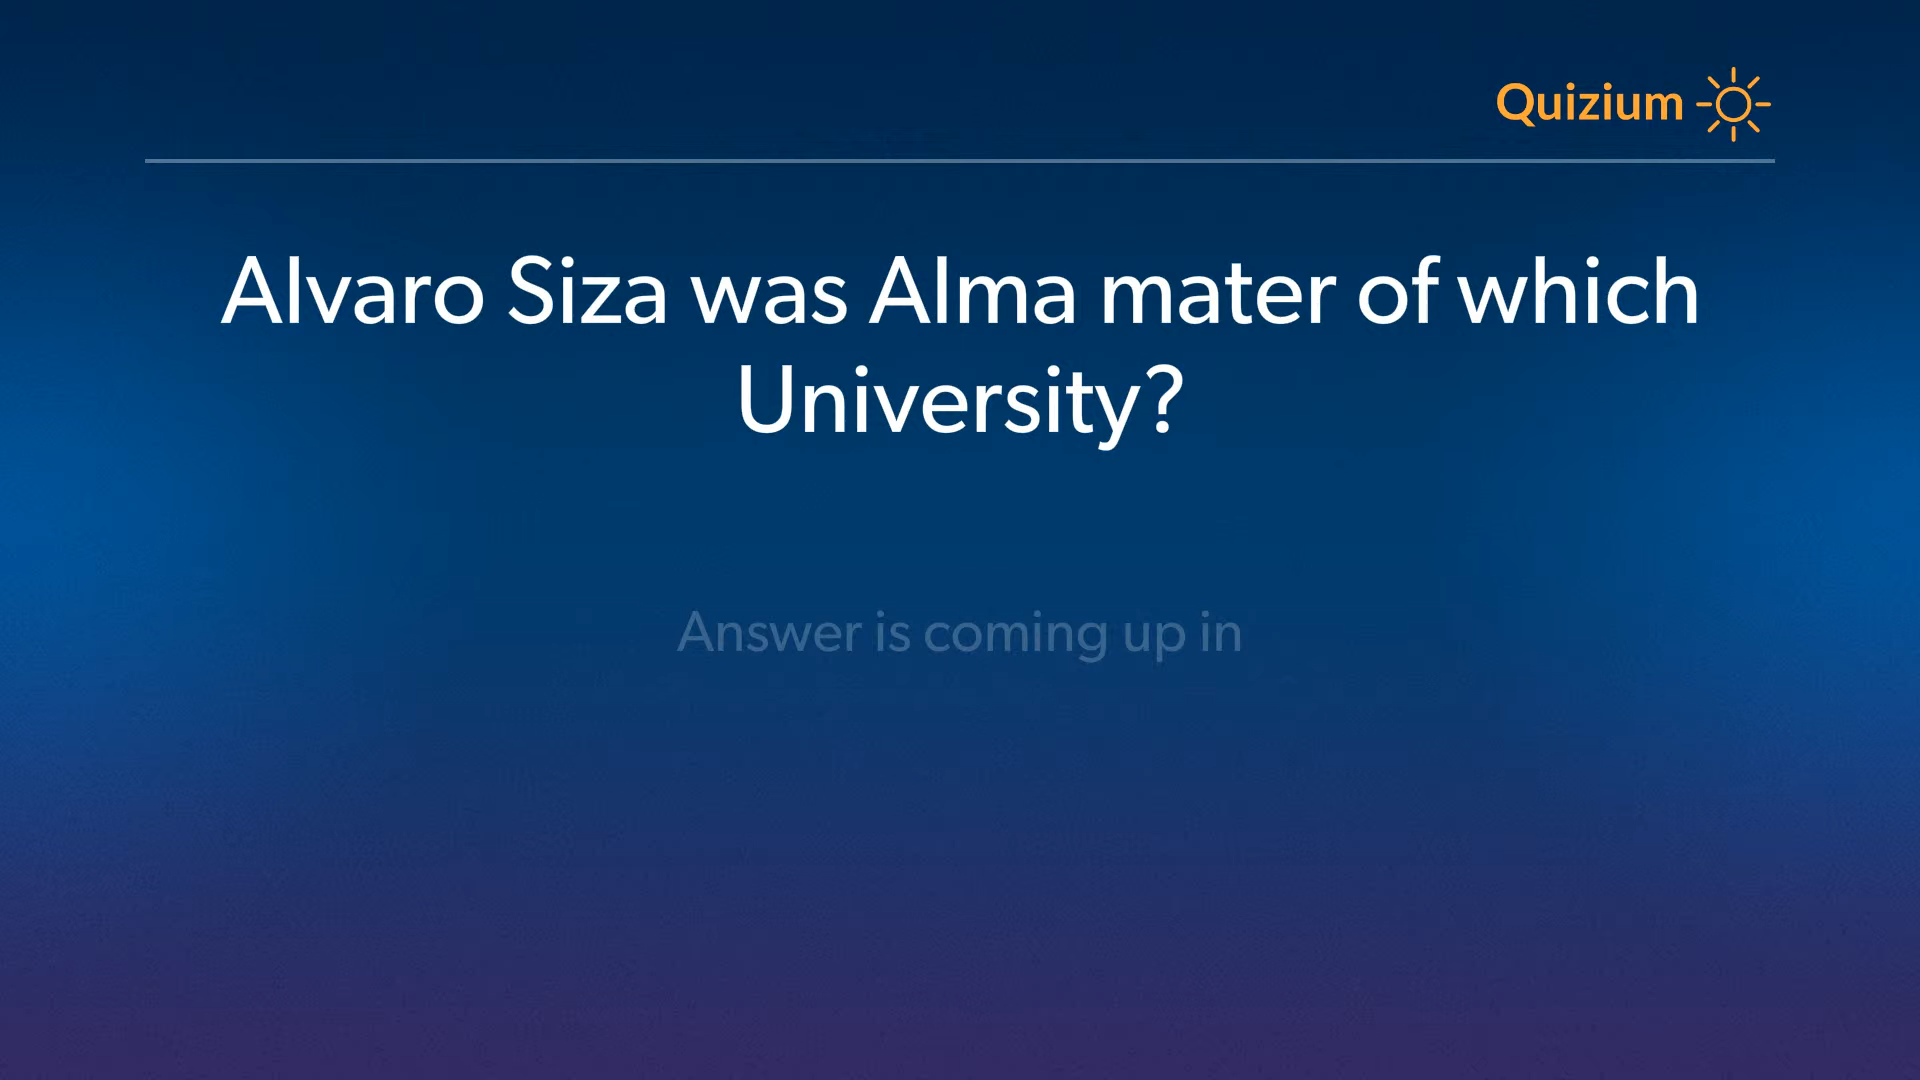 Quizium
Alvaro Siza was Alma mater of which
University?
Answer is coming up in